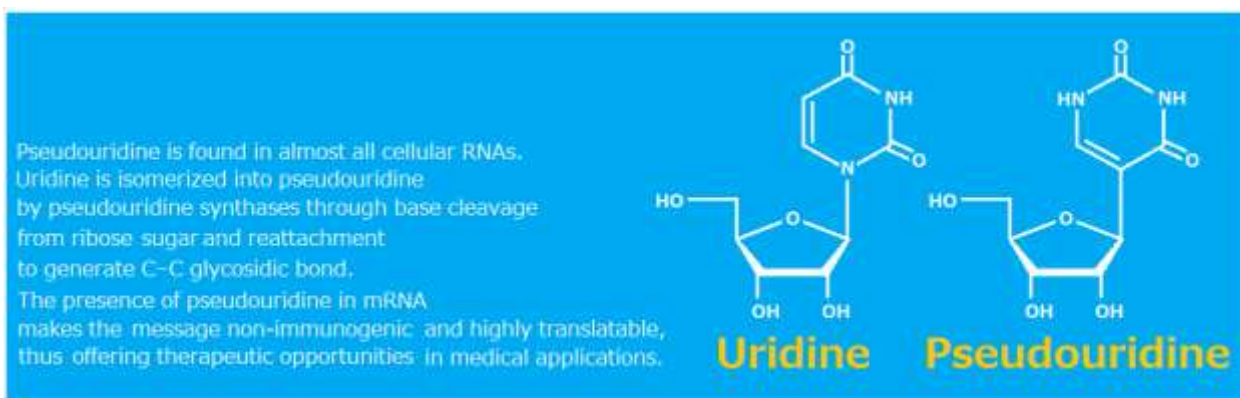 Pseudouridine is found in almost all cellular RNAs.
Uridine is isomerized into pseudouridine
by pseudouridine synthases through base cleavage
from ribose sugar and reattachment
to generate C–C glycosidic bond.
The presence of pseudouridine in mRNA
makes the message non-immunogenic and highly translatable,
thus offering therapeutic opportunities in medical applications.
O
NH
O
N
HO
O
OH OH
Uridine
O
HN NH
O
HO
O
OH OH
Pseudouridine